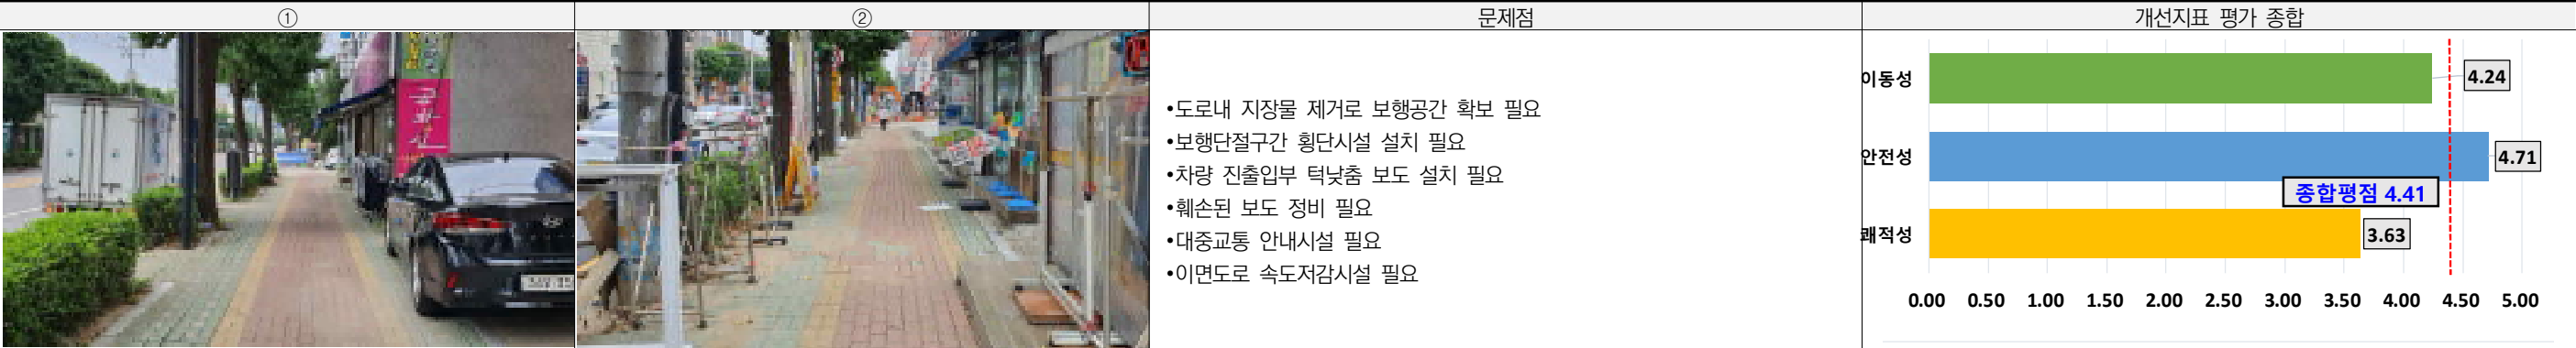 ①
②
문제점
개선지표 평가 종합
•도로내 지장물 제거로 보행공간 확보 필요
•보행단절구간 횡단시설 설치 필요
•차량 진출입부 턱낮춤 보도 설치 필요
•훼손된 보도 정비 필요
•대중교통 안내시설 필요
•이면도로 속도저감시설 필요
이동성
4.24
안전성
4.71
종합평점 4.41
쾌적성
3.63
0.00 0.50 1.00 1.50 2.00 2.50 3.00 3.50 4.00 4.50 5.00